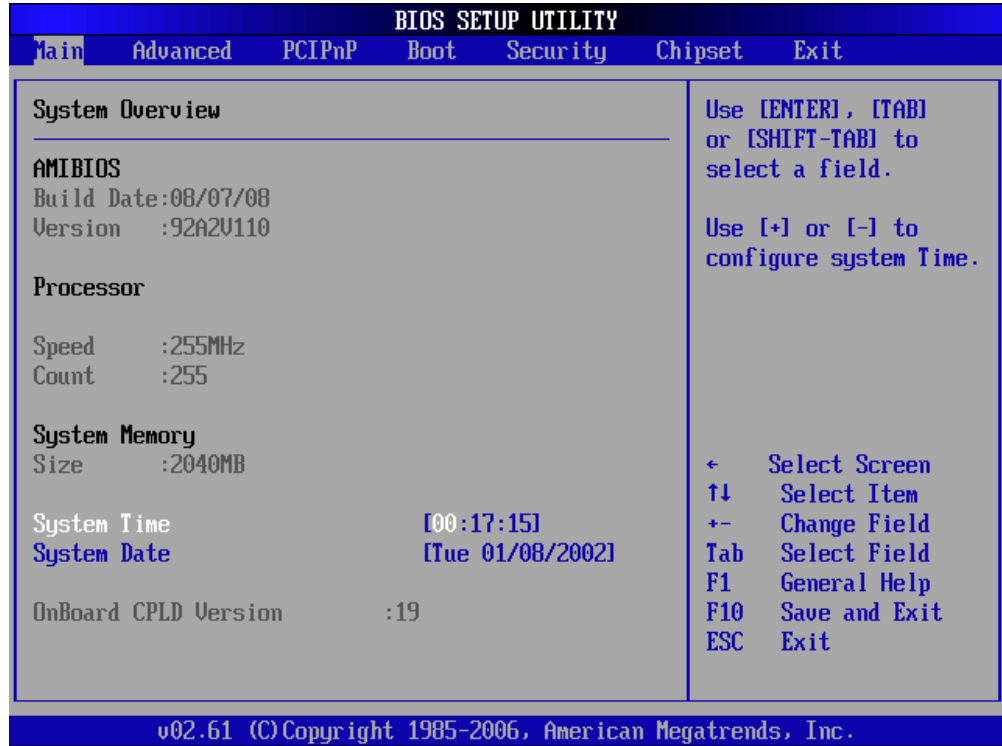 BIOS SETUP UTILITY
Main Advanced PCIPnP Boot Security Chipset Exit
System Overview
AMIBIOS
Build Date:08/07/08
Version :92A2V110
Processor
Speed :255MHz
Count :255
System Memory
Size :2040MB
System Time [00:17:15]
System Date [Tue 01/08/2002]
OnBoard CPLD Version :19
Use [ENTER], [TAB]
or [SHIFT-TAB] to
select a field.
Use [+] or [-] to
configure system Time.
← Select Screen
↑↓ Select Item
+- Change Field
Tab Select Field
F1 General Help
F10 Save and Exit
ESC Exit
v02.61 (C)Copyright 1985-2006, American Megatrends, Inc.